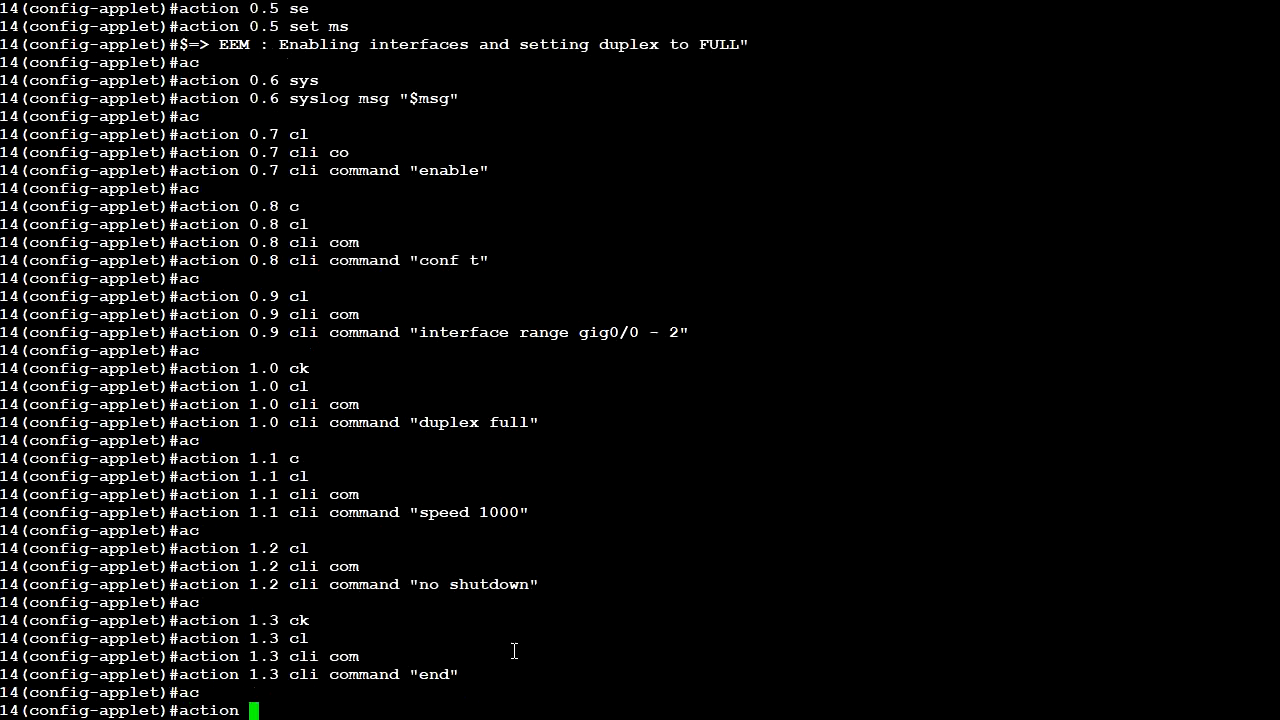 14(config-applet)#action 0.5 se
14(config-applet)#action 0.5 set ms
14(config-applet)#$=> EEM : Enabling interfaces and setting duplex to FULL"
14(config-applet)#ac
14(config-applet)#action 0.6 sys
14(config-applet)#action 0.6 syslog msg "$msg"
14(config-applet)#ac
14(config-applet)#action 0.7 cl
14(config-applet)#action 0.7 cli co
14(config-applet)#action 0.7 cli command "enable"
14(config-applet)#ac
14(config-applet)#action 0.8 c
14(config-applet)#action 0.8 cl
14(config-applet)#action 0.8 cli com
14(config-applet)#action 0.8 cli command "conf t"
14(config-applet)#ac
14(config-applet)#action 0.9 cl
14(config-applet)#action 0.9 cli com
14(config-applet)#action 0.9 cli command "interface range gig0/0 - 2"
14(config-applet)#ac
14(config-applet)#action 1.0 ck
14(config-applet)#action 1.0 cl
14(config-applet)#action 1.0 cli com
14(config-applet)#action 1.0 cli command "duplex full"
14(config-applet)#ac
14(config-applet)#action 1.1 c
14(config-applet)#action 1.1 cl
14(config-applet)#action 1.1 cli com
14(config-applet)#action 1.1 cli command "speed 1000"
14(config-applet)#ac
14(config-applet)#action 1.2 cl
14(config-applet)#action 1.2 cli com
14(config-applet)#action 1.2 cli command "no shutdown"
14(config-applet)#ac
14(config-applet)#action 1.3 ck
14(config-applet)#action 1.3 cl
14(config-applet)#action 1.3 cli com
14(config-applet)#action 1.3 cli command "end"
14(config-applet)#ac
14(config-applet)#action